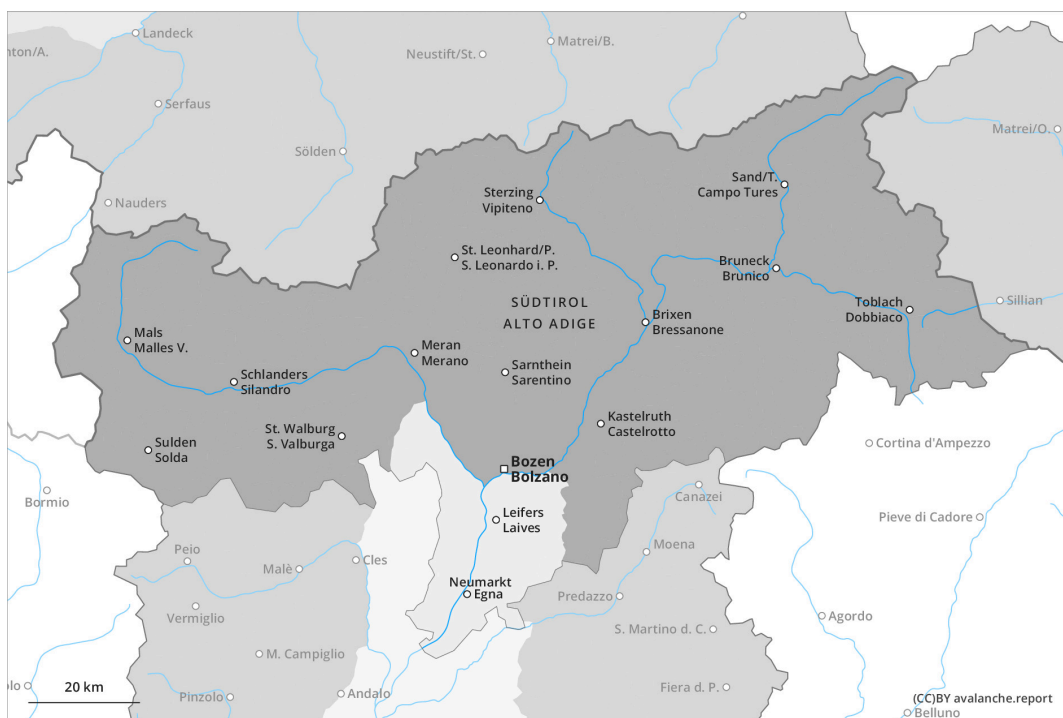 Landeck
nton/A.
Neustift/St.
Matrei/B.
Serfaus
Sölden
Matrei/O.
Nauders
Sterzing
Vipiteno
Sand/T.
Campo Tures
St. Leonhard/P.
S. Leonardo i. P.
Bruneck
Brunico
SÜDTIROL
ALTO ADIGE
Toblach
Dobbiaco
Sillian
Brixen
Bressanone
Mals
Malles V.
Meran
Merano
Schlanders
Silandro
Sarnthein
Sarentino
St. Walburg
S. Valburga
Kastelruth
Castelrotto
Sulden
Solda
Cortina d'Ampezzo
Bozen
Bolzano
Bormio
Canazei
Leifers
Laives
Pieve di Cadore
Peio
Malè
Cles
Moena
Neumarkt
Egna
Predazzo
Vermiglio
Agordo
S. Martino d. C.
M. Campiglio
olo
20 km
Pinzolo
Andalo
Fiera d. P.
(CC)BY avalanche.report
Belluno